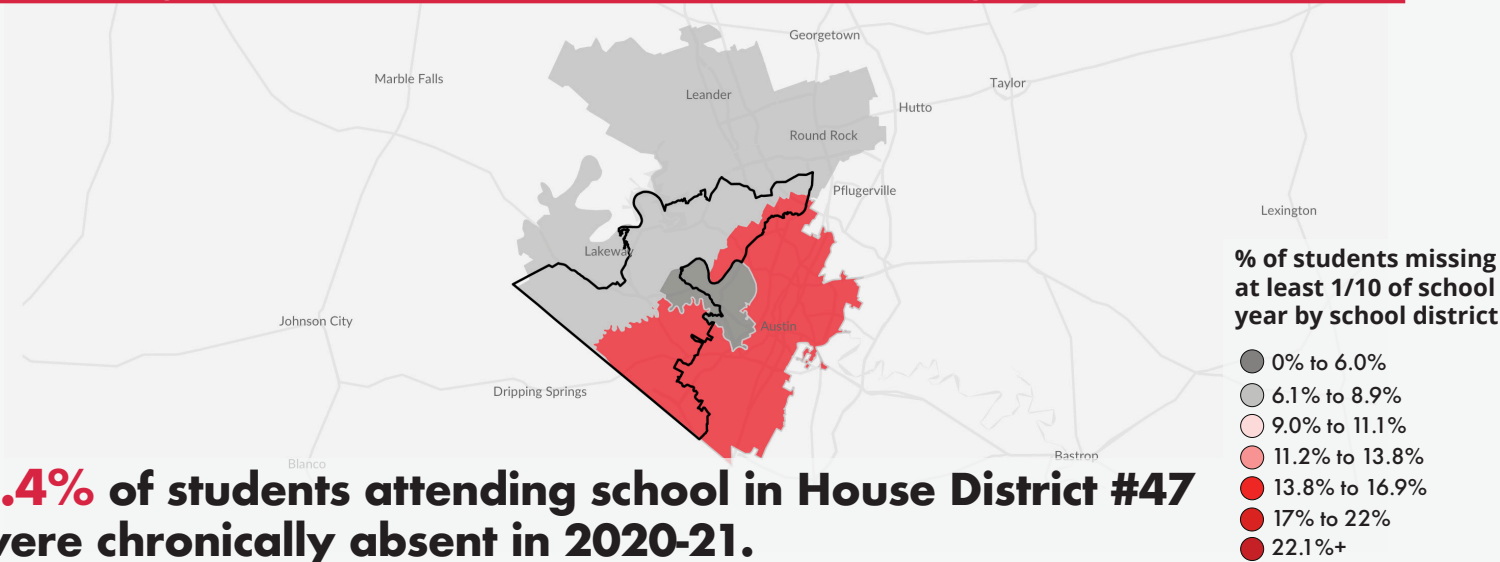 Georgetown
Marble Falls
Taylor
Leander
Hutto
Round Rock
Pflugerville
Lexington
Lakeway
% of students missing
at least 1/10 of school
year by school district
Johnson City
Austin
0% to 6.0%
Dripping Springs
6.1% to 8.9%
9.0% to 11.1%
Bastrop
11.2% to 13.8%
Blanco
13.8% to 16.9%
17% to 22%
22.1%+
.4% of students attending school in House District #47
were chronically absent in 2020-21.